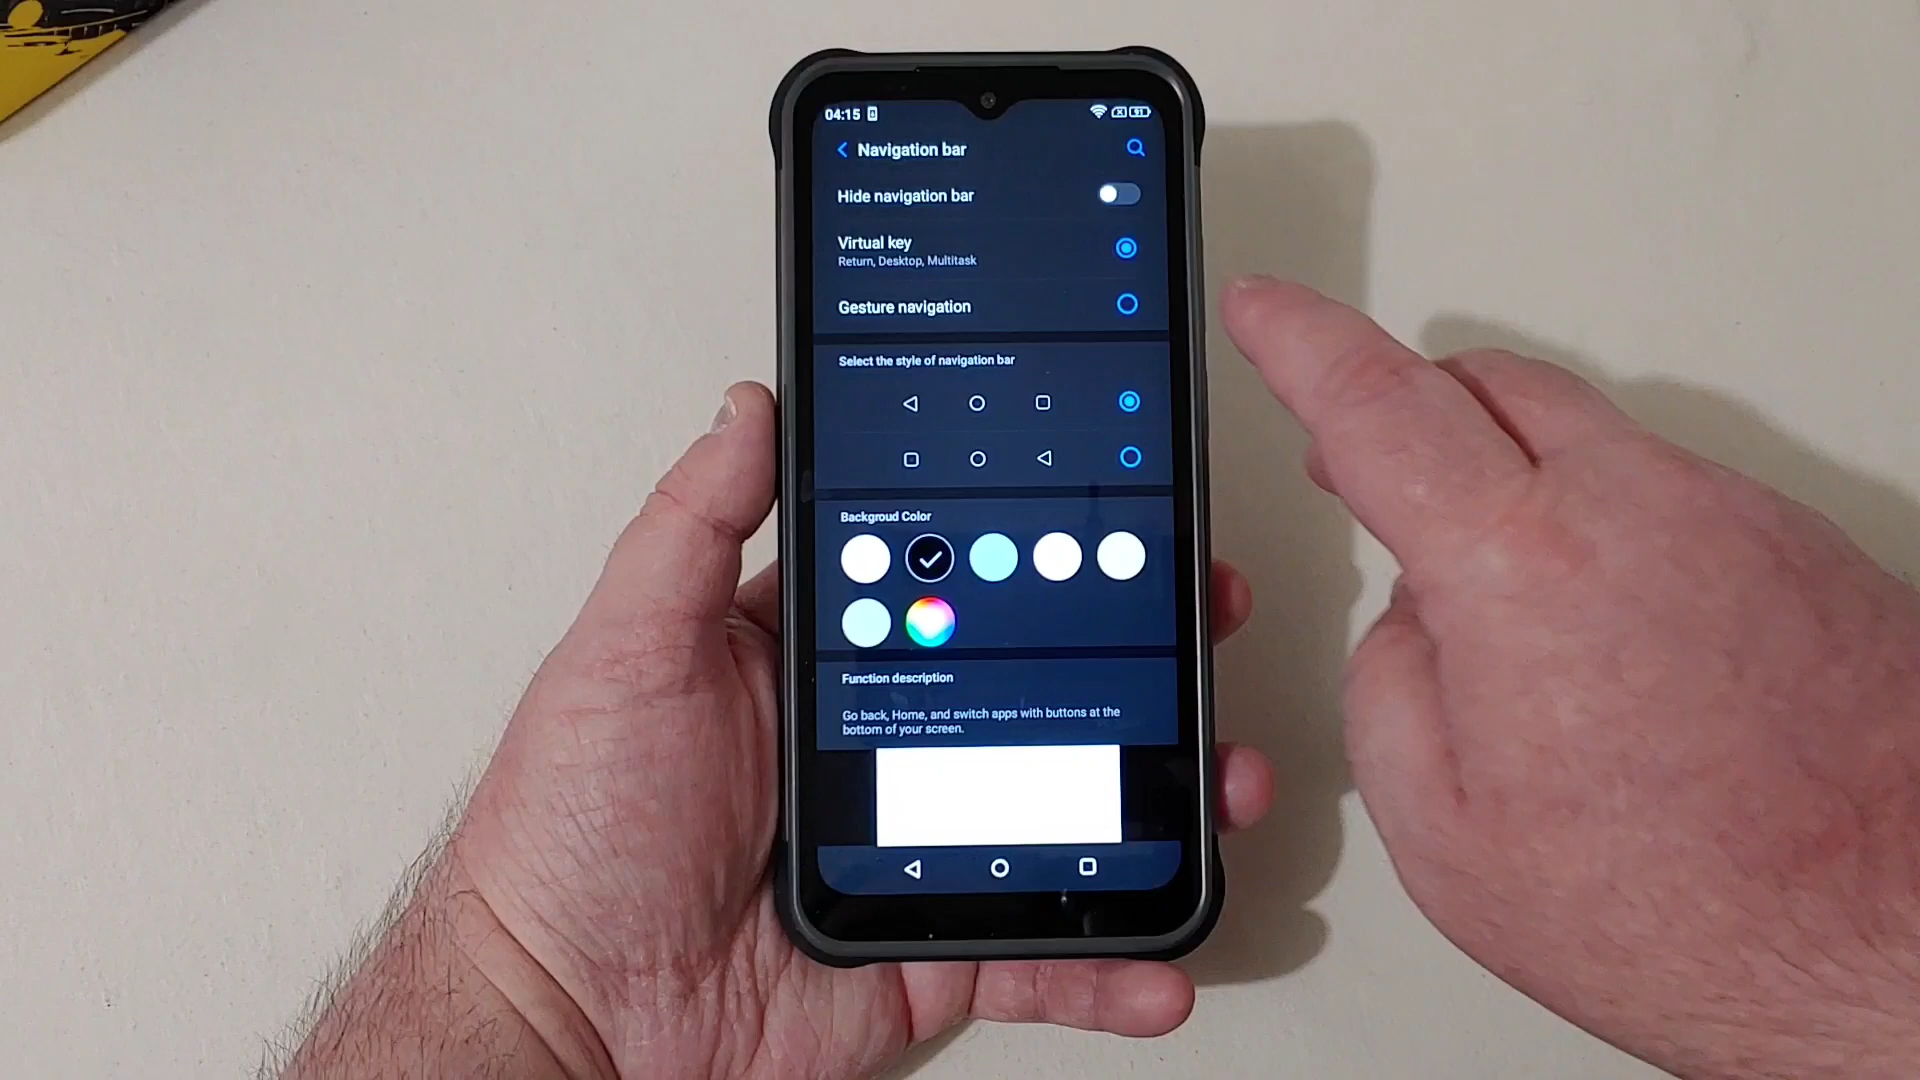 04:15
91
Navigation bar
Hide navigation bar
Virtual key
Return, Desktop, Multitask
Gesture navigation
Select the style of navigation bar
Backgroud Color
Function description
Go back, Home, and switch apps with buttons at the
bottom of your screen.